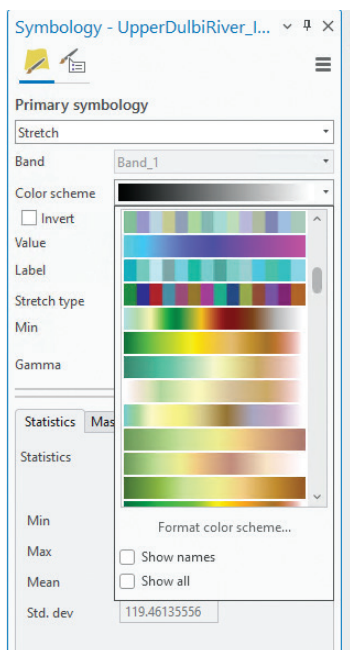 Symbology - UpperDulbiRiver_I...
Primary symbology
Stretch
Band Band_1
Color scheme
Invert
Value
Label
Stretch type
Min
Gamma
Statistics Mas
Statistics
Format color scheme...
Min
Show names
Max
Show all
Mean
Std. dev 119.46135556